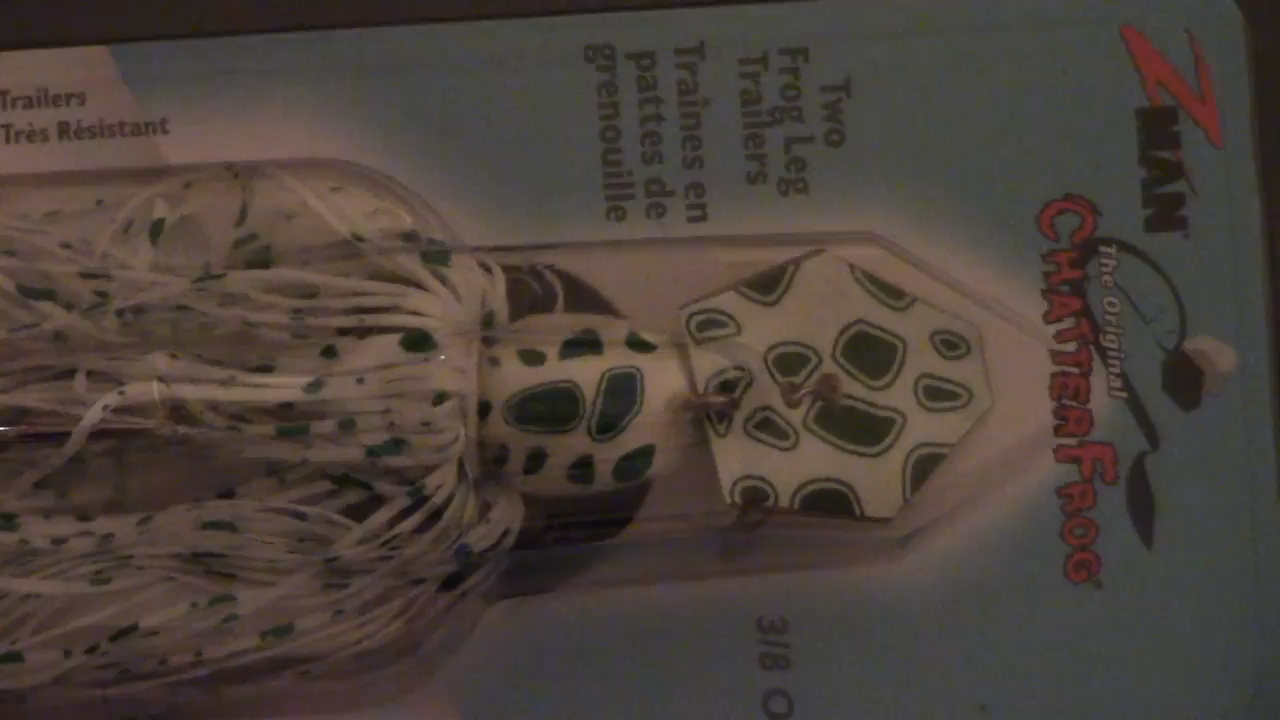 Z MAN
The Original
CHATTERFROG
Two
Frog Leg
Trailers
Traînes en
pattes de
grenouille
3/8 O
Trailers
Très Résistant